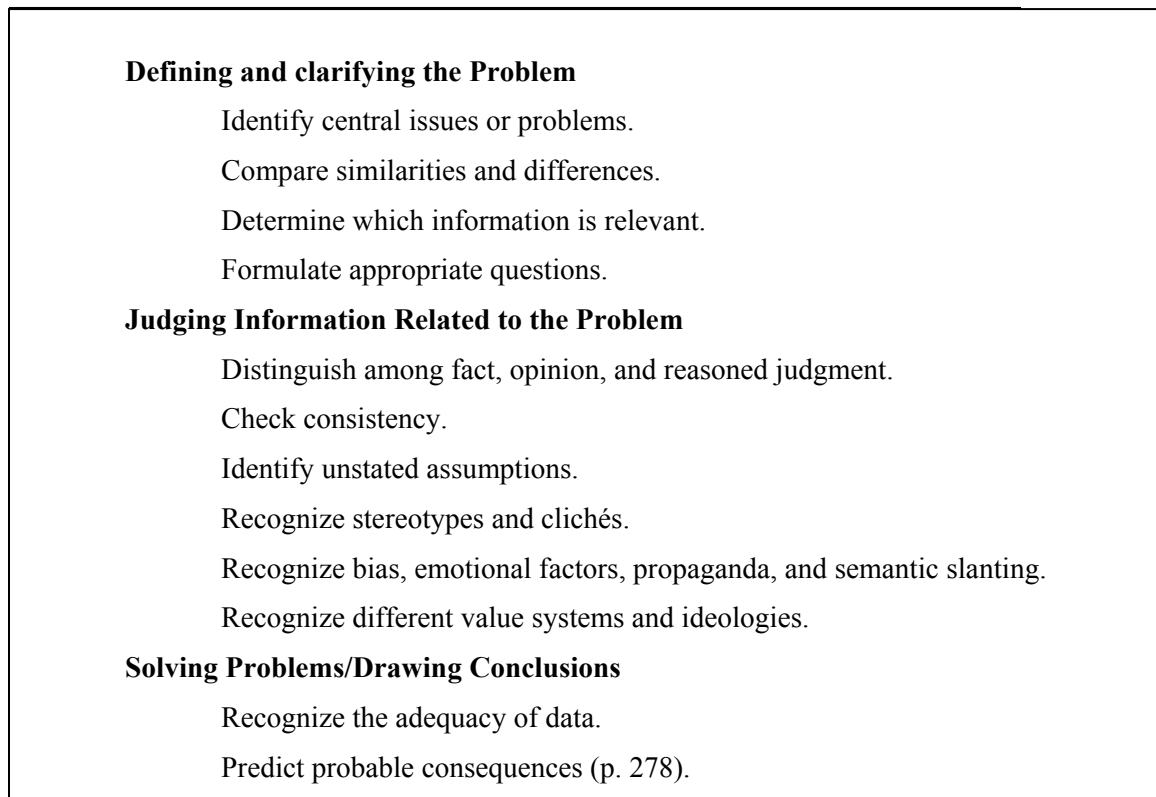 Defining and clarifying the Problem
Identify central issues or problems.
Compare similarities and differences.
Determine which information is relevant.
Formulate appropriate questions.
Judging Information Related to the Problem
Distinguish among fact, opinion, and reasoned judgment.
Check consistency.
Identify unstated assumptions.
Recognize stereotypes and clichés.
Recognize bias, emotional factors, propaganda, and semantic slanting.
Recognize different value systems and ideologies.
Solving Problems/Drawing Conclusions
Recognize the adequacy of data.
Predict probable consequences (p. 278).